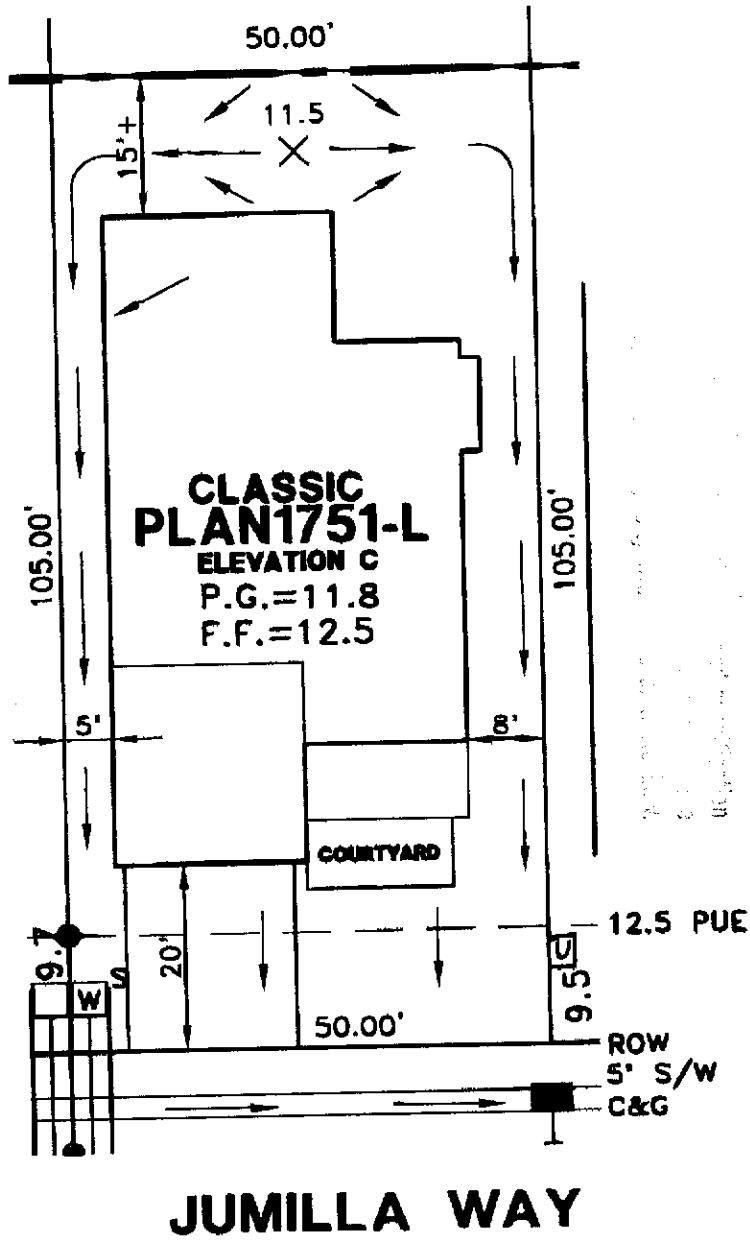 50.00'
11.5
15'+
CLASSIC
PLAN1751-L
ELEVATION C
P.G.=11.8
F.F.=12.5
105.00'
105.00'
5'
8'
COURTYARD
12.5 PUE
9.7
20'
S
W
U
9.5
50.00'
ROW
5' S/W
C&G
JUMILLA WAY